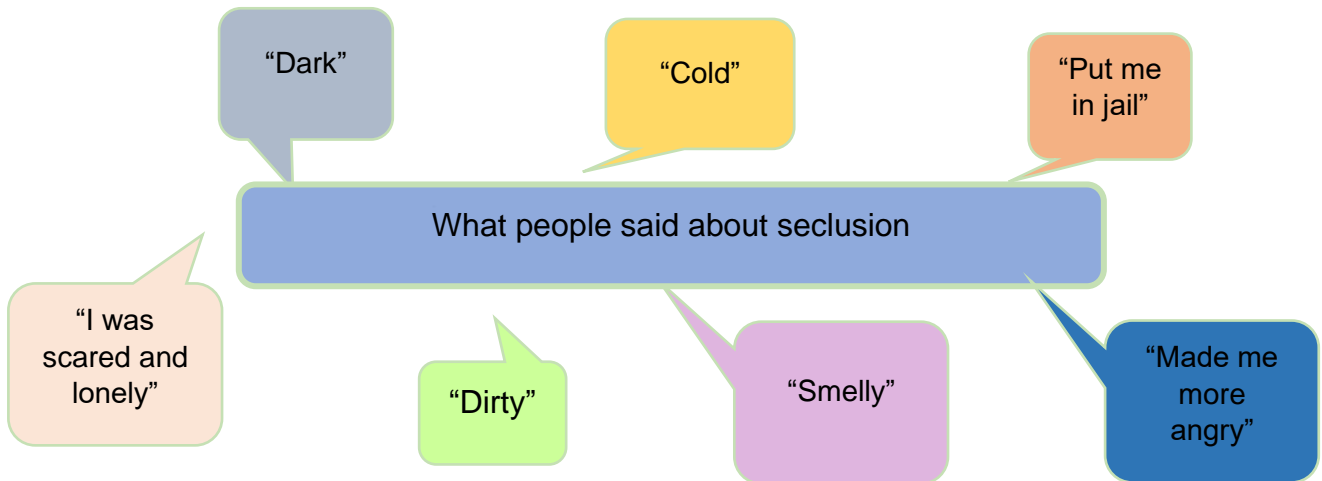 “Dark”
“Cold”
“Put me
in jail”
What people said about seclusion
“I was
scared and
lonely”
“Dirty”
“Smelly”
“Made me
more
angry”